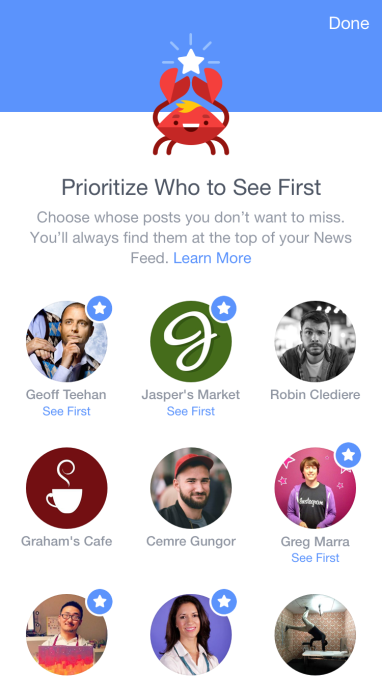 Done
Prioritize Who to See First
Choose whose posts you don't want to miss.
You'll always find them at the top of your News
Feed. Learn More
Geoff Teehan
See First
Jasper's Market
See First
Robin Clediere
Graham's Cafe
Cemre Gungor
Greg Marra
See First